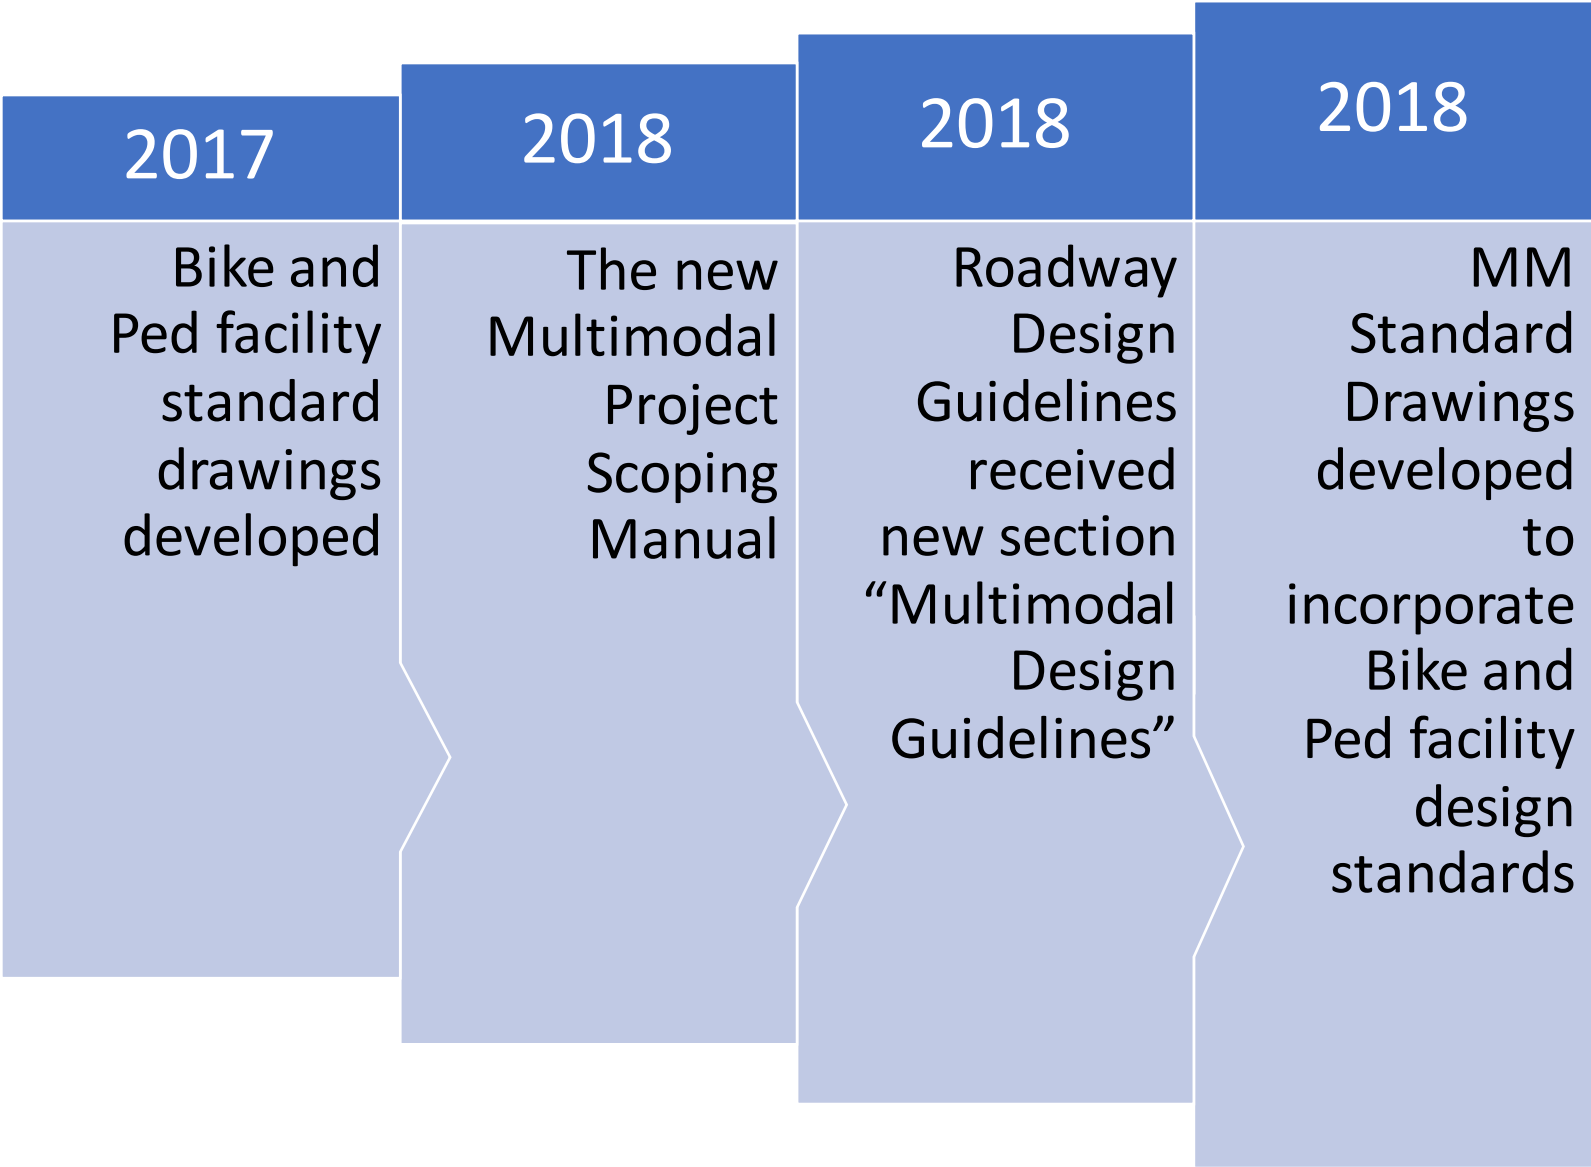 2017
Bike and
Ped facility
standard
drawings
developed
2018
The new
Multimodal
Project
Scoping
Manual
2018
Roadway
Design
Guidelines
received
new section
“Multimodal
Design
Guidelines”
2018
MM
Standard
Drawings
developed
to
incorporate
Bike and
Ped facility
design
standards